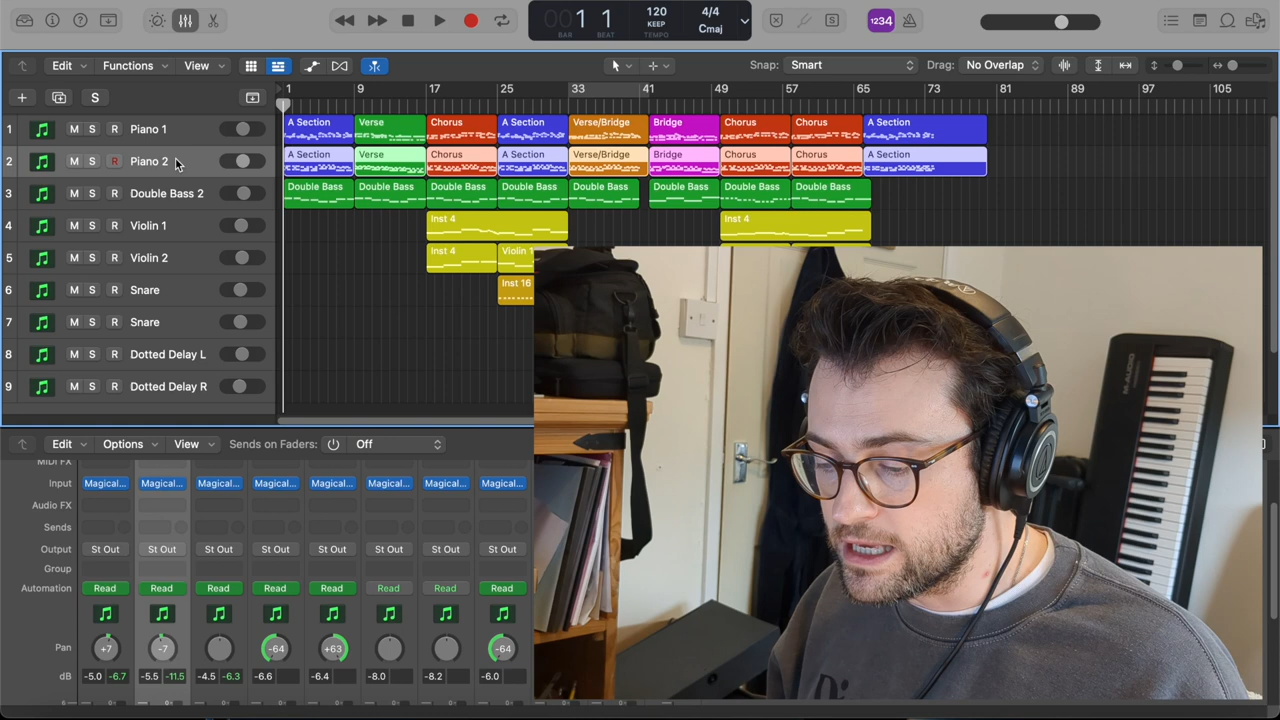 1 1
120
KEEP
4/4
Cmaj
BAR BEAT TEMPO
1234
S
Edit Functions View Snap: Smart Drag: No Overlap
S 1 9 17 25 33 41 49 57 65 73 81 89 97 105
1 M S R Piano 1 A Section Verse Chorus A Section Verse/Bridge Bridge Chorus Chorus A Section
2 M S R Piano 2 A Section Verse Chorus A Section Verse/Bridge Bridge Chorus Chorus A Section
3 M S R Double Bass 2 Double Bass Double Bass Double Bass Double Bass Double Bass Double Bass Double Bass Double Bass
4 M S R Violin 1 Inst 4 Inst 4
5 M S R Violin 2 Inst 4 Violin 1
6 M S R Snare Inst 16
7 M S R Snare
8 M S R Dotted Delay L
9 M S R Dotted Delay R
Edit Options View Sends on Faders: Off
MIDI FX
Input Magical... Magical... Magical... Magical... Magical... Magical... Magical... Magical...
Audio FX
Sends
Output St Out St Out St Out St Out St Out St Out St Out St Out
Group
Automation Read Read Read Read Read Read Read Read
Pan +7 -7 -64 +63 -64
dB -5.0 -6.7 -5.5 -11.5 -4.5 -6.3 -6.6 -6.4 -8.0 -8.2 -6.0
M-AUDIO